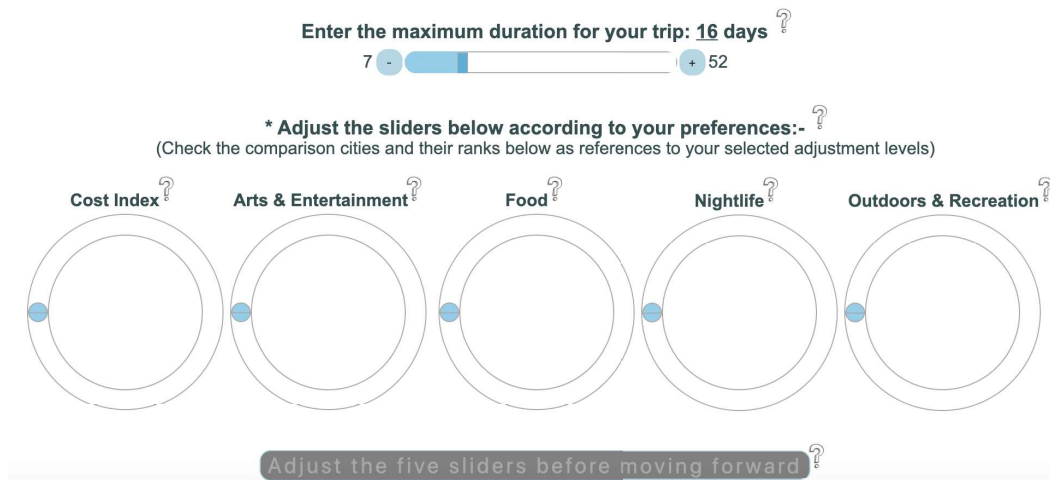 Enter the maximum duration for your trip: 16 days ?
7 - + 52
* Adjust the sliders below according to your preferences:- ?
(Check the comparison cities and their ranks below as references to your selected adjustment levels)
Cost Index ? Arts & Entertainment ? Food ? Nightlife ? Outdoors & Recreation ?
Adjust the five sliders before moving forward ?